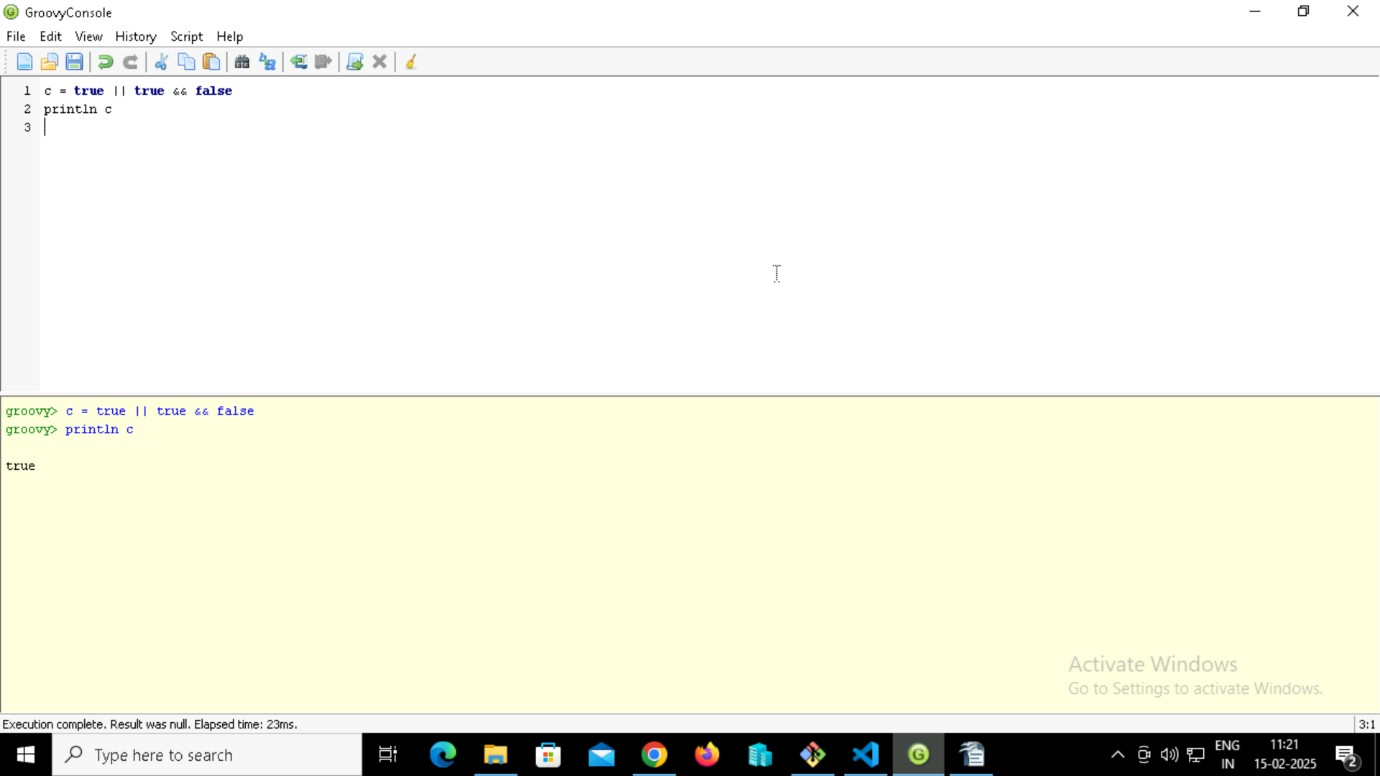 GroovyConsole
File Edit View History Script Help
1 c = true || true && false
2 println c
3
groovy> c = true || true && false
groovy> println c
true
Activate Windows
Go to Settings to activate Windows.
Execution complete. Result was null. Elapsed time: 23ms.
3:1
Type here to search
ENG
IN
11:21
15-02-2025
2